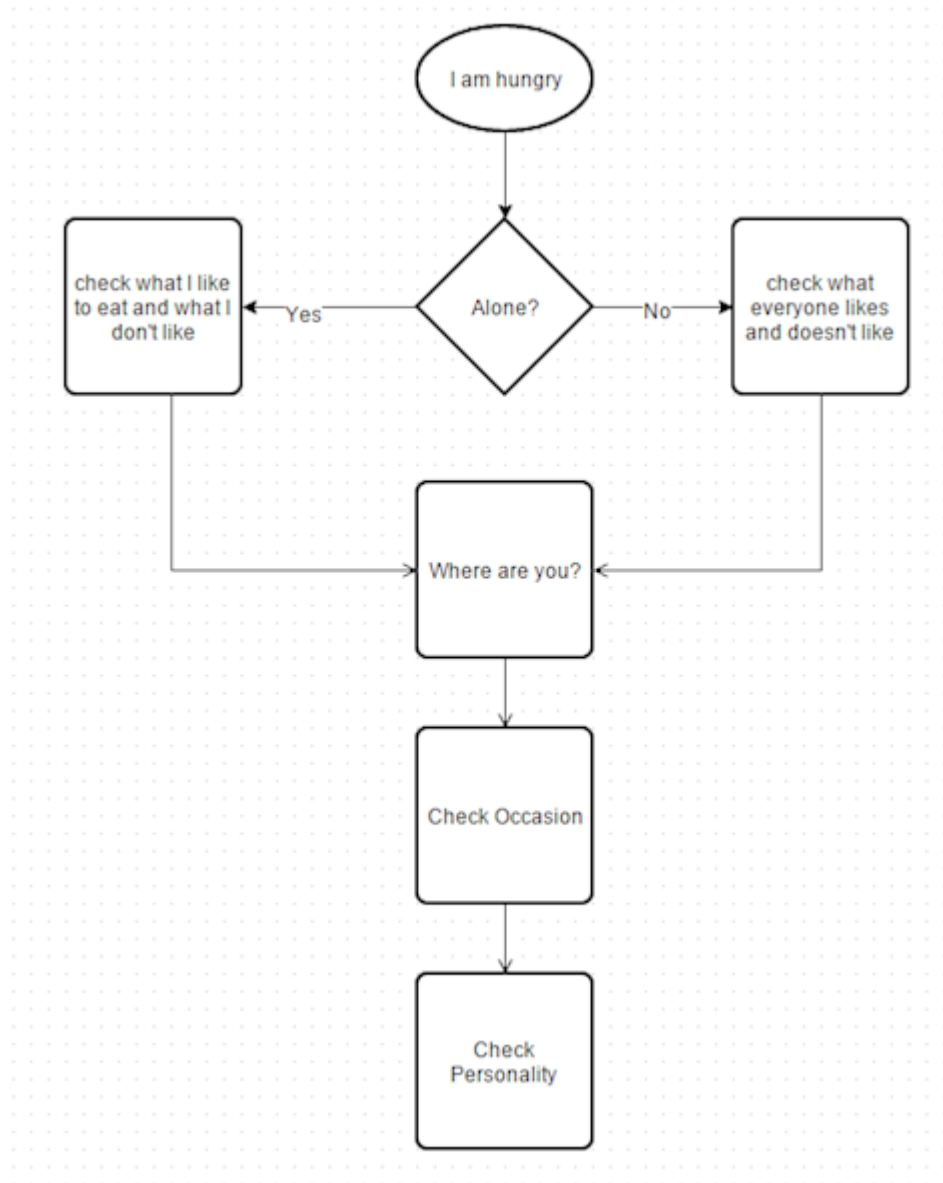 I am hungry
check what I like
to eat and what I
don't like
Yes
Alone?
No
check what
everyone likes
and doesn't like
Where are you?
Check Occasion
Check
Personality